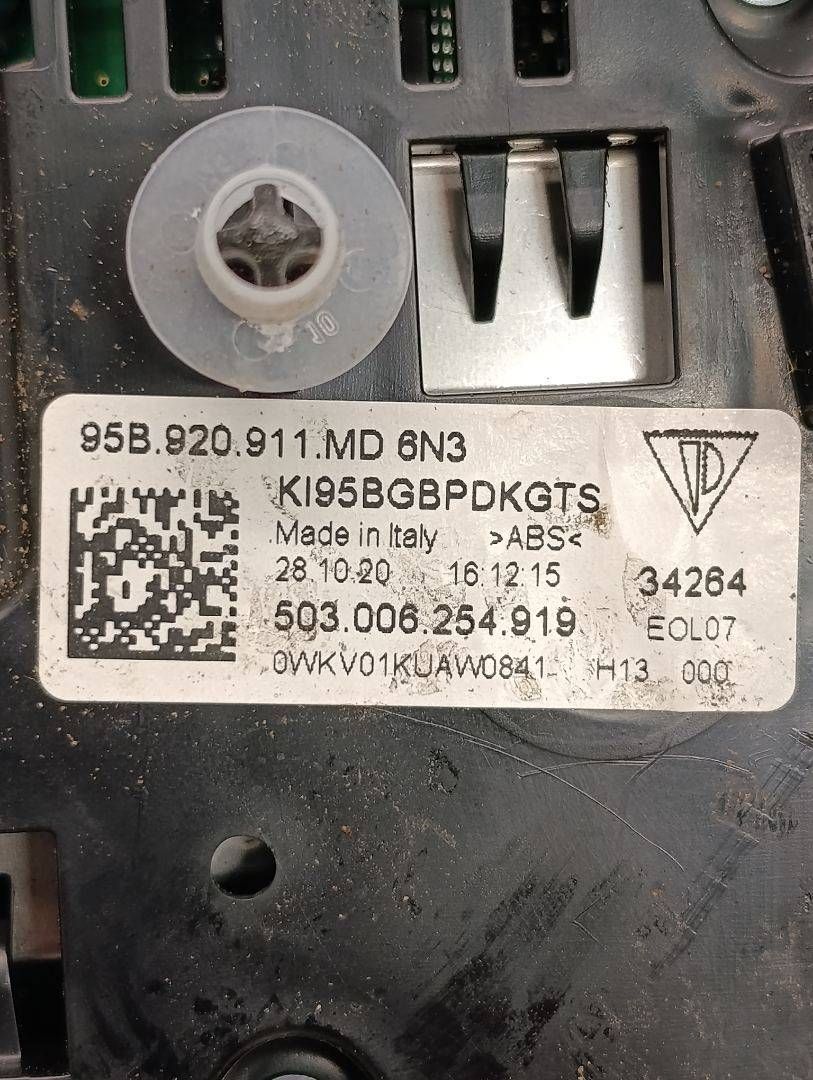 10
95B.920.911.MD 6N3
KI95BGBPDKGTS
Made in Italy >ABS<
28.10.20 16:12:15 34264
503.006.254.919 EOL07
0WKV01KUAW0841 H13 000